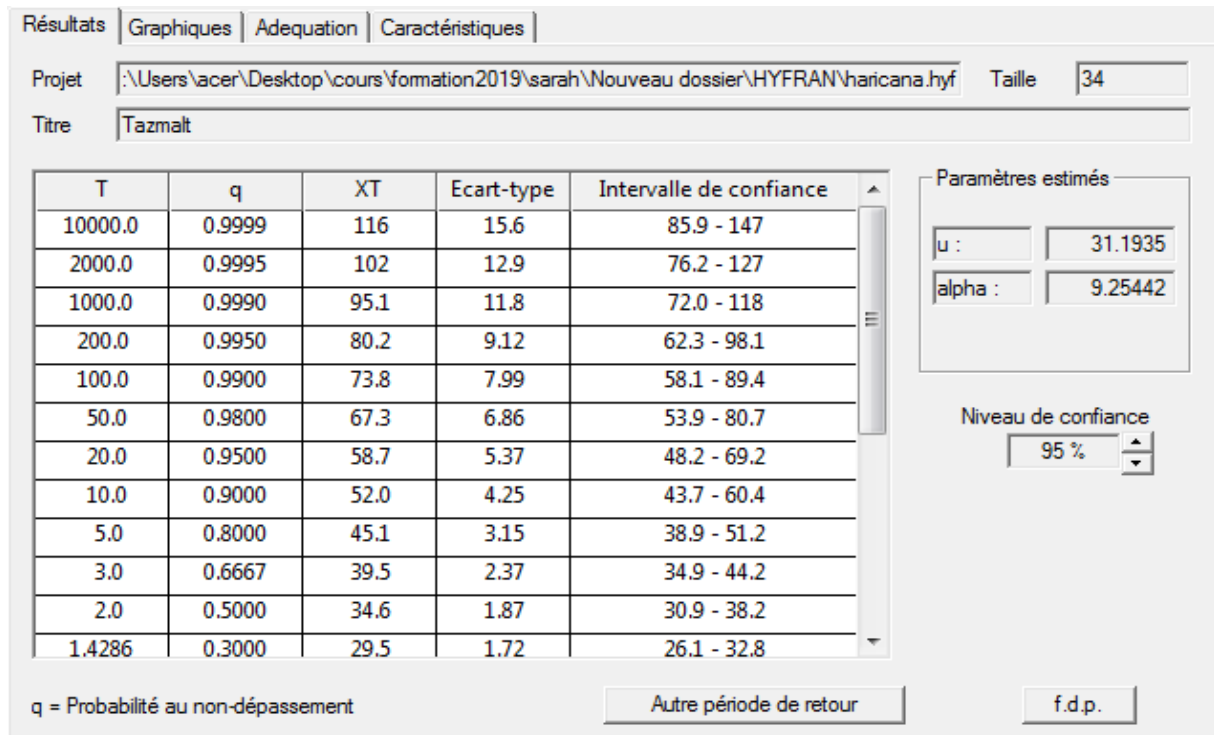 Résultats Graphiques Adequation Caractéristiques
Projet :\Users\acer\Desktop\cours\formation2019\sarah\Nouveau dossier\HYFRAN\haricana.hyf Taille 34
Titre Tazmalt
T q XT Ecart-type Intervalle de confiance
10000.0 0.9999 116 15.6 85.9 - 147
2000.0 0.9995 102 12.9 76.2 - 127
1000.0 0.9990 95.1 11.8 72.0 - 118
200.0 0.9950 80.2 9.12 62.3 - 98.1
100.0 0.9900 73.8 7.99 58.1 - 89.4
50.0 0.9800 67.3 6.86 53.9 - 80.7
20.0 0.9500 58.7 5.37 48.2 - 69.2
10.0 0.9000 52.0 4.25 43.7 - 60.4
5.0 0.8000 45.1 3.15 38.9 - 51.2
3.0 0.6667 39.5 2.37 34.9 - 44.2
2.0 0.5000 34.6 1.87 30.9 - 38.2
1.4286 0.3000 29.5 1.72 26.1 - 32.8
Paramètres estimés
u : 31.1935
alpha : 9.25442
Niveau de confiance
95 %
q = Probabilité au non-dépassement
Autre période de retour
f.d.p.